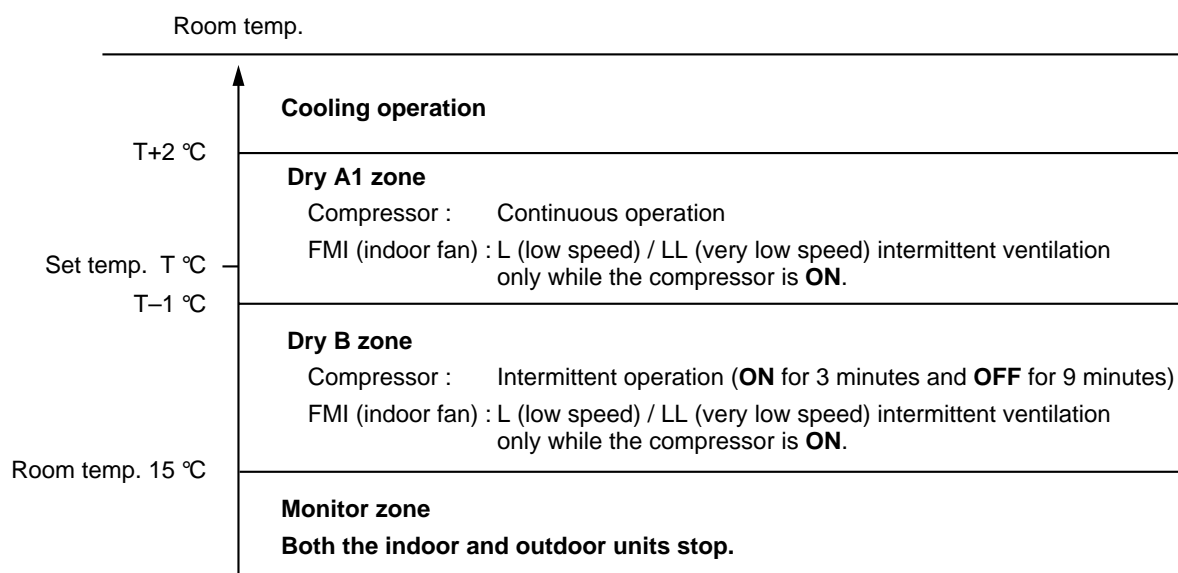 Room temp.
Cooling operation
T+2 °C
Dry A1 zone
Compressor : Continuous operation
FMI (indoor fan) : L (low speed) / LL (very low speed) intermittent ventilation
only while the compressor is ON.
Set temp. T °C
T–1 °C
Dry B zone
Compressor : Intermittent operation (ON for 3 minutes and OFF for 9 minutes)
FMI (indoor fan) : L (low speed) / LL (very low speed) intermittent ventilation
only while the compressor is ON.
Room temp. 15 °C
Monitor zone
Both the indoor and outdoor units stop.